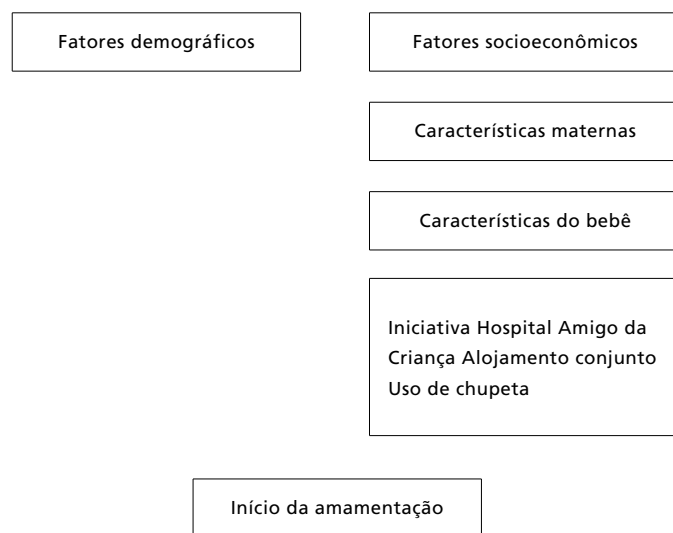 Fatores demográficos
Fatores socioeconômicos
Características maternas
Características do bebê
Iniciativa Hospital Amigo da
Criança Alojamento conjunto
Uso de chupeta
Início da amamentação